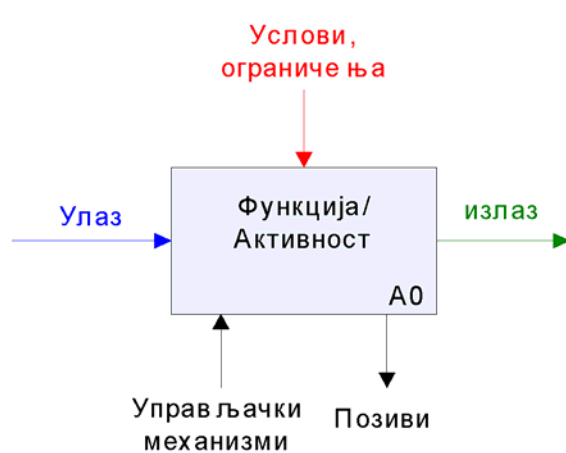 Услови,
ограничења
Улаз
Функција/
Активност
излаз
А0
Управљачки
механизми
Позиви